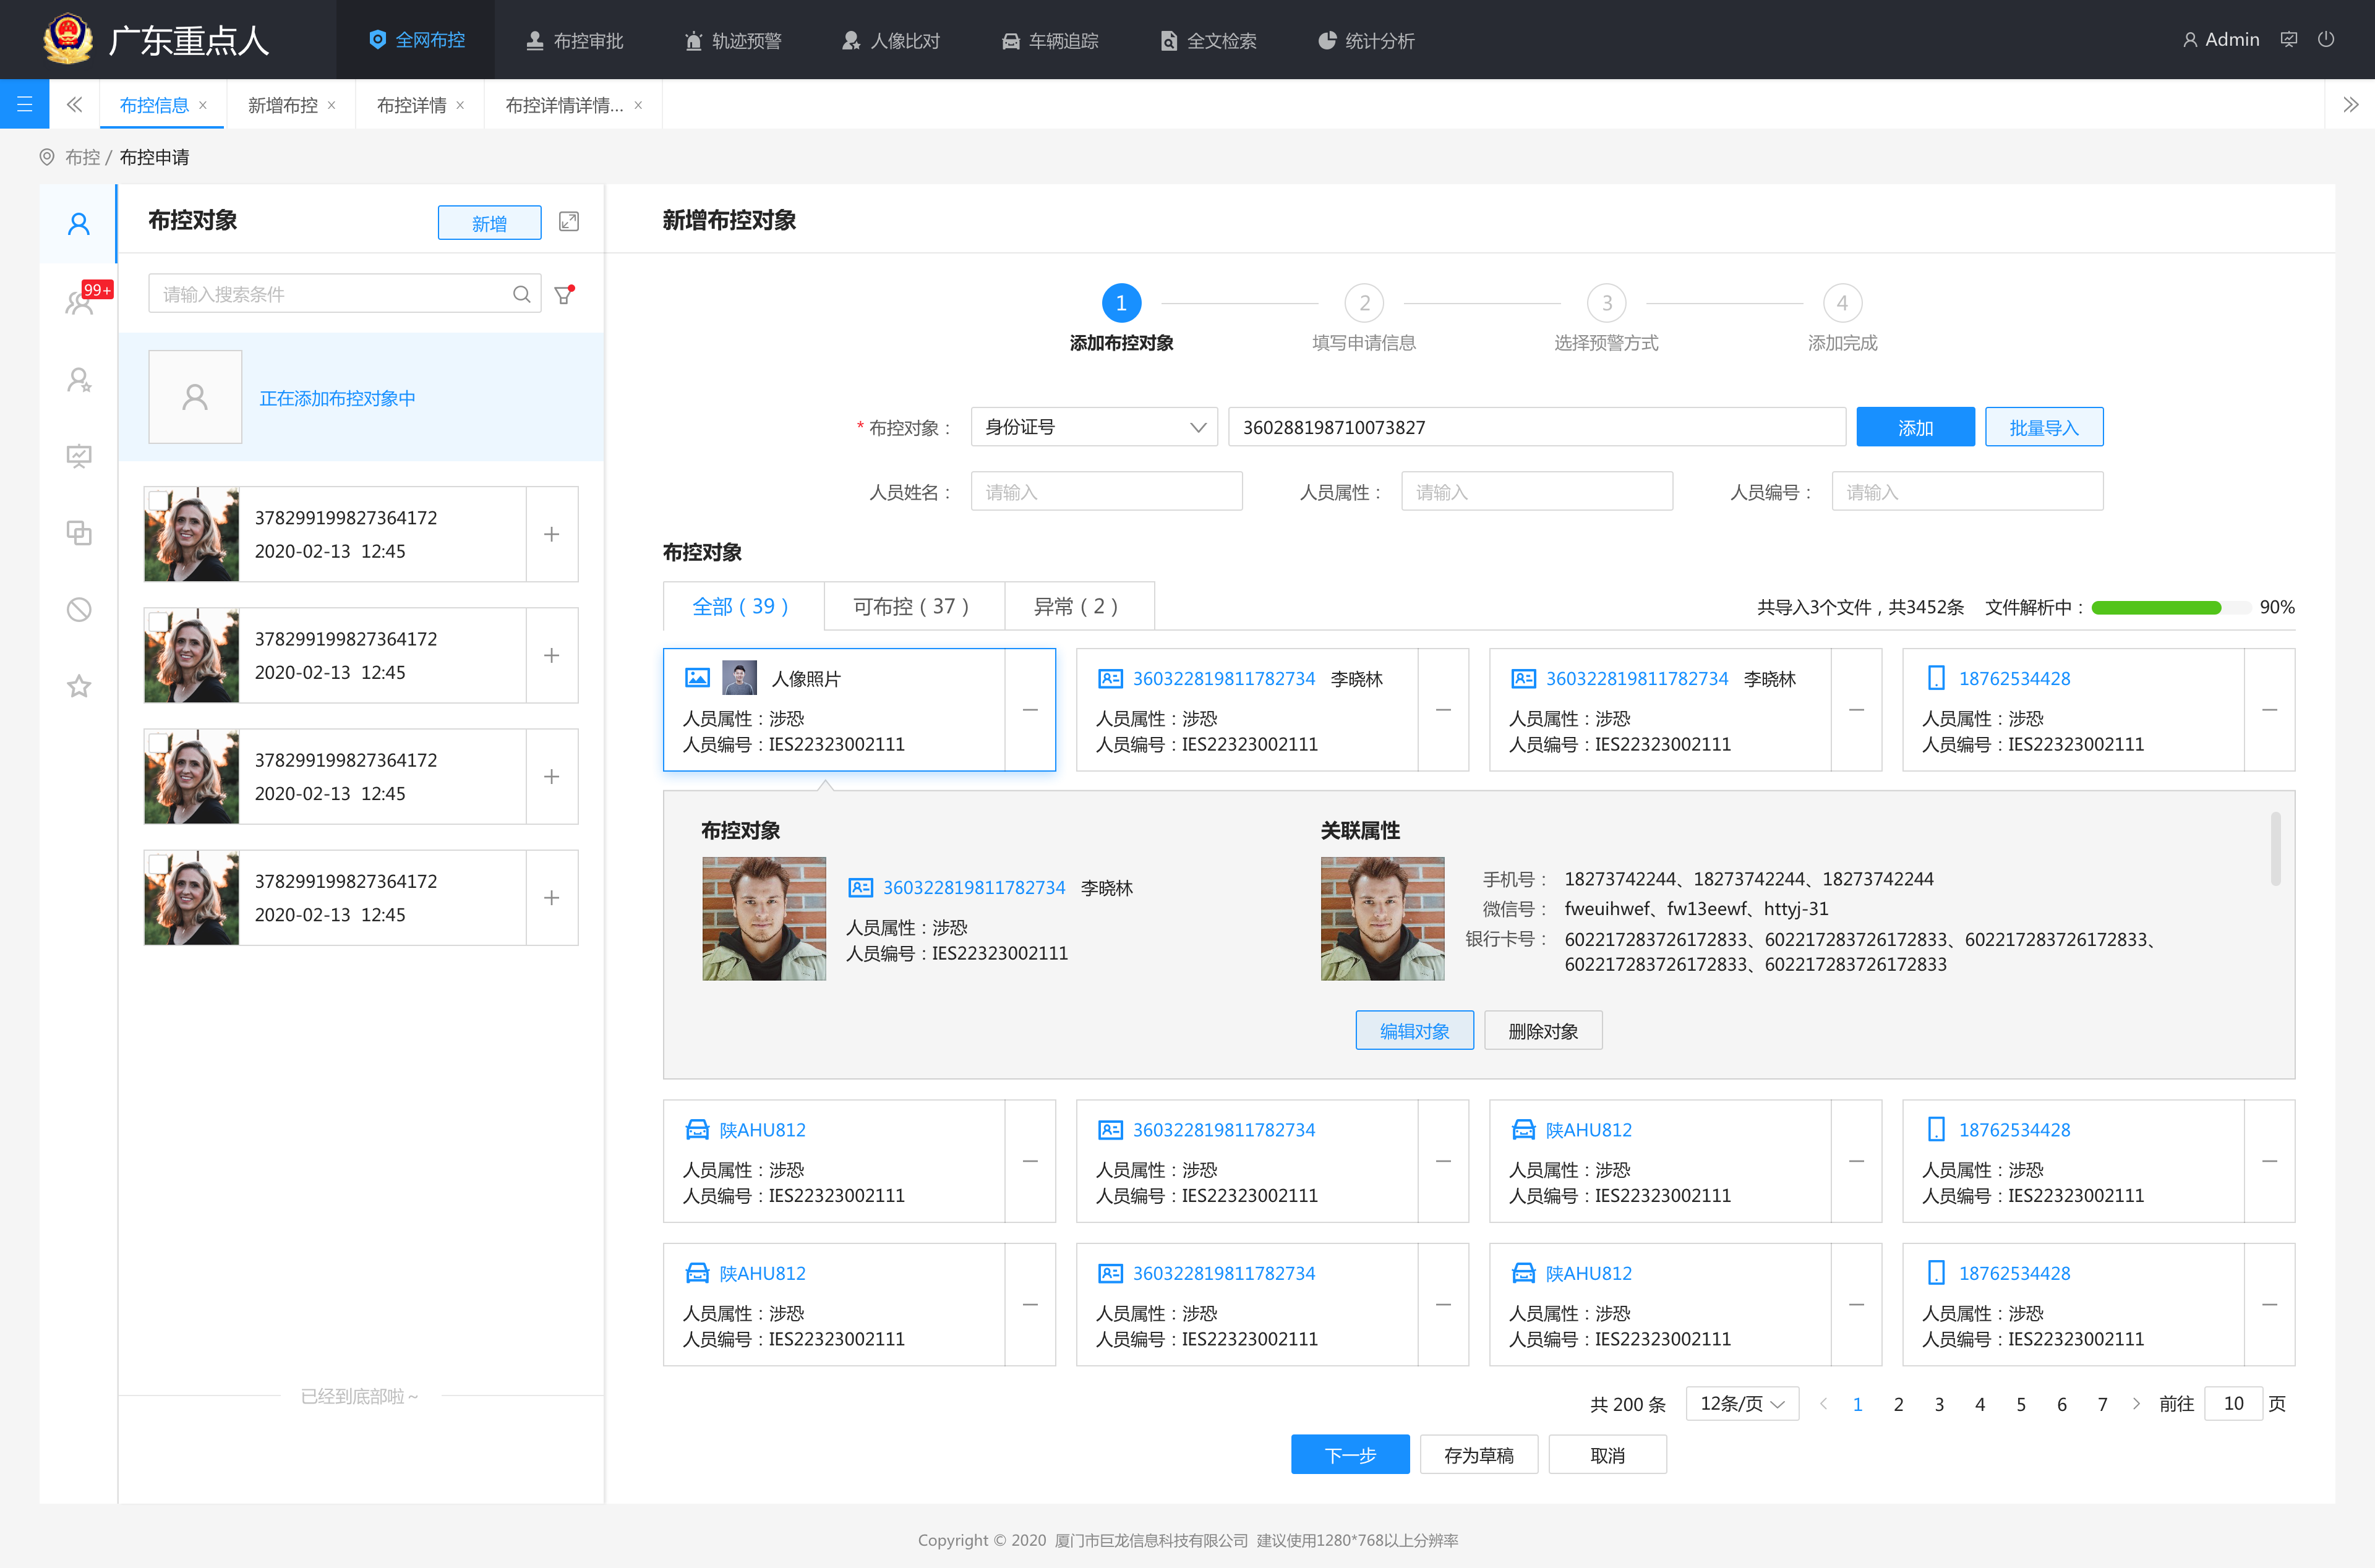 广东重点人
全网布控
布控审批
轨迹预警
人像比对
车辆追踪
全文检索
统计分析
Admin
布控信息 ×
新增布控 ×
布控详情 ×
布控详情详情... ×
布控 / 布控申请
99+
布控对象
新增
请输入搜索条件
正在添加布控对象中
378299199827364172
2020-02-13 12:45
378299199827364172
2020-02-13 12:45
378299199827364172
2020-02-13 12:45
378299199827364172
2020-02-13 12:45
已经到底部啦~
新增布控对象
1 2 3 4
添加布控对象 填写申请信息 选择预警方式 添加完成
* 布控对象： 身份证号 360288198710073827 添加 批量导入
人员姓名： 请输入 人员属性： 请输入 人员编号： 请输入
布控对象
全部（39） 可布控（37） 异常（2） 共导入3个文件，共3452条 文件解析中： 90%
人像照片
人员属性：涉恐
人员编号：IES22323002111
360322819811782734 李晓林
人员属性：涉恐
人员编号：IES22323002111
360322819811782734 李晓林
人员属性：涉恐
人员编号：IES22323002111
18762534428
人员属性：涉恐
人员编号：IES22323002111
布控对象
360322819811782734 李晓林
人员属性：涉恐
人员编号：IES22323002111
关联属性
手机号： 18273742244、18273742244、18273742244
微信号： fweuihwef、fw13eewf、httyj-31
银行卡号： 602217283726172833、602217283726172833、602217283726172833、
602217283726172833、602217283726172833
编辑对象 删除对象
陕AHU812
人员属性：涉恐
人员编号：IES22323002111
360322819811782734
人员属性：涉恐
人员编号：IES22323002111
陕AHU812
人员属性：涉恐
人员编号：IES22323002111
18762534428
人员属性：涉恐
人员编号：IES22323002111
陕AHU812
人员属性：涉恐
人员编号：IES22323002111
360322819811782734
人员属性：涉恐
人员编号：IES22323002111
陕AHU812
人员属性：涉恐
人员编号：IES22323002111
18762534428
人员属性：涉恐
人员编号：IES22323002111
共 200 条 12条/页 < 1 2 3 4 5 6 7 > 前往 10 页
下一步 存为草稿 取消
Copyright © 2020 厦门市巨龙信息科技有限公司 建议使用1280*768以上分辨率